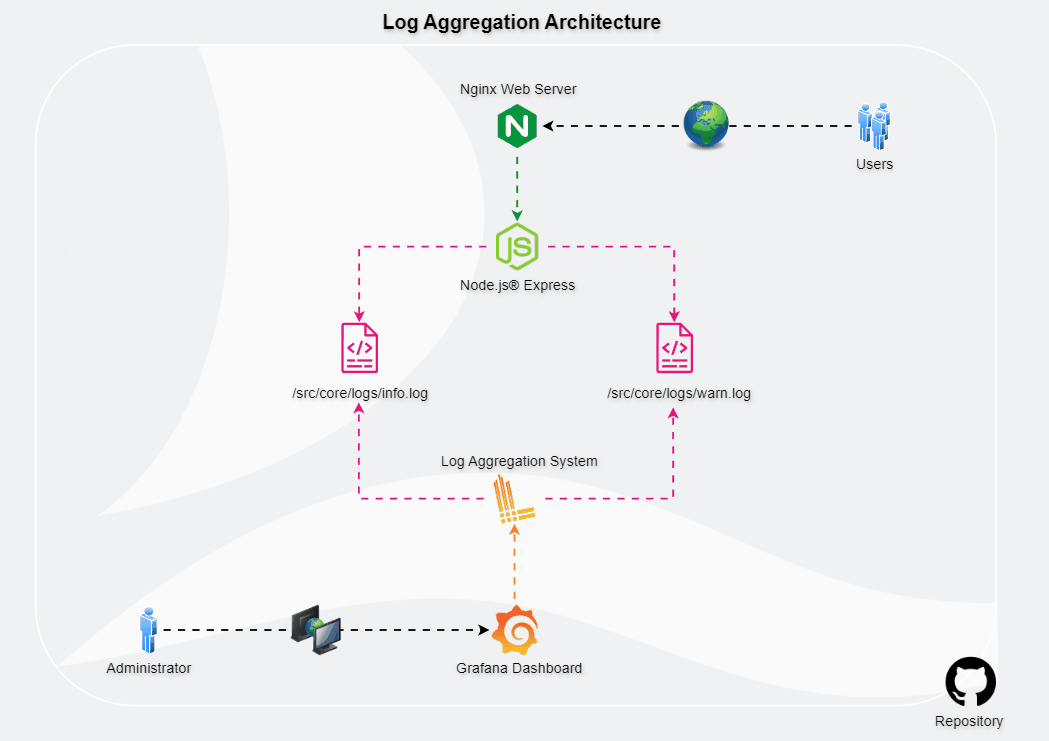 Log Aggregation Architecture
Nginx Web Server
N
Users
JS
Node.js® Express
</>
</>
/src/core/logs/info.log
/src/core/logs/warn.log
Log Aggregation System
Administrator
Grafana Dashboard
Repository